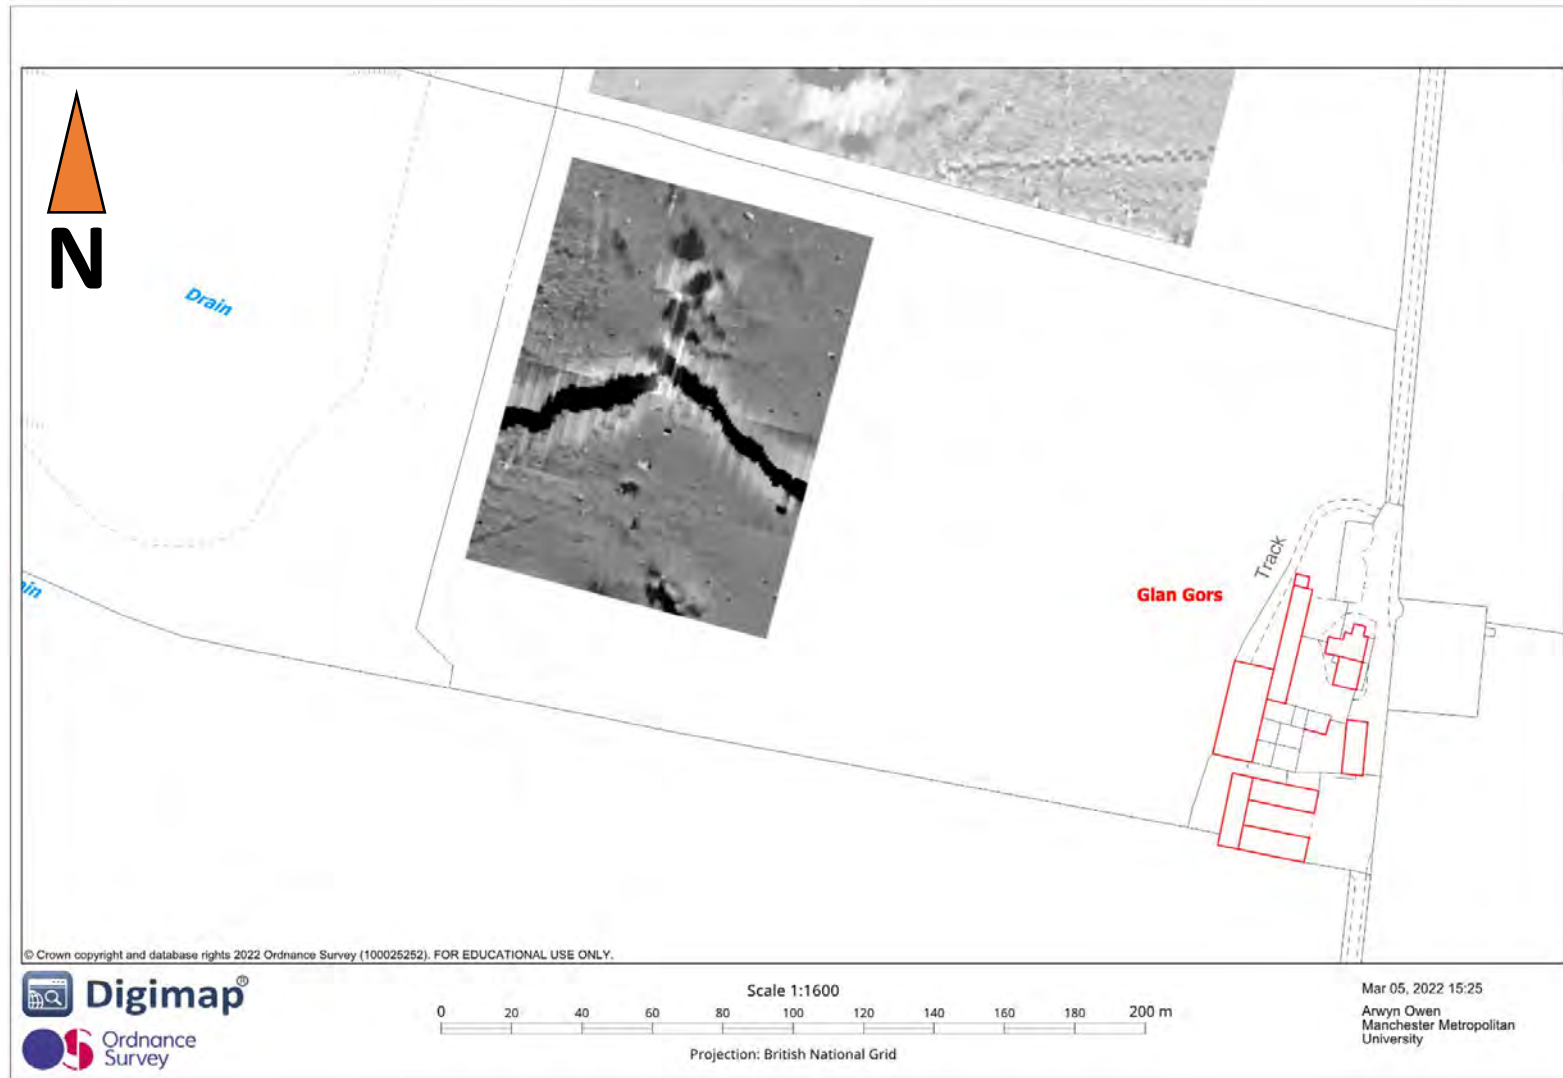 N
Drain
ain
Track
Glan Gors
© Crown copyright and database rights 2022 Ordnance Survey (100025252). FOR EDUCATIONAL USE ONLY.
Digimap®
Ordnance
Survey
Scale 1:1600
0 20 40 60 80 100 120 140 160 180 200 m
Projection: British National Grid
Mar 05, 2022 15:25
Arwyn Owen
Manchester Metropolitan
University